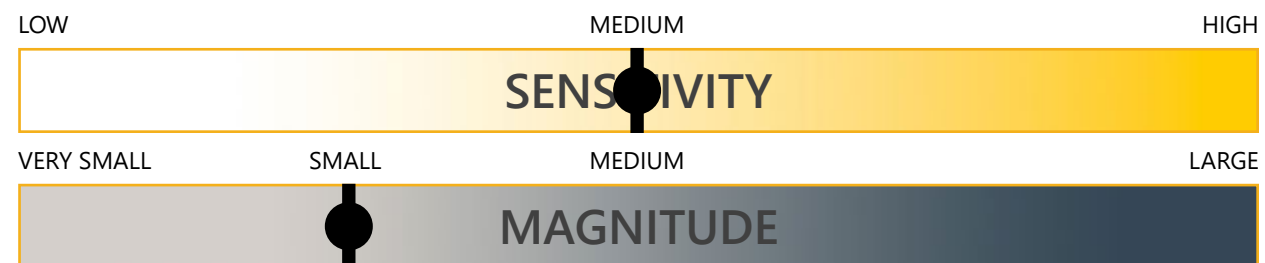 LOW MEDIUM HIGH
SENSITIVITY
VERY SMALL SMALL MEDIUM LARGE
MAGNITUDE